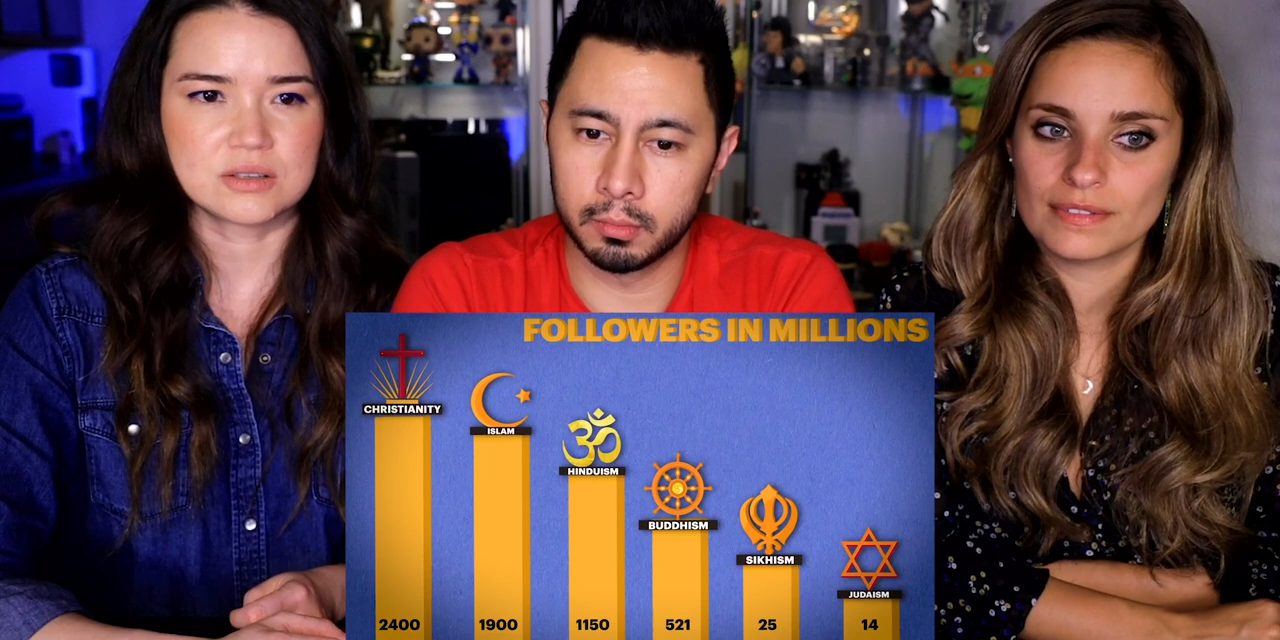 FOLLOWERS IN MILLIONS
CHRISTIANITY
ISLAM
HINDUISM
BUDDHISM
SIKHISM
JUDAISM
2400
1900
1150
521
25
14